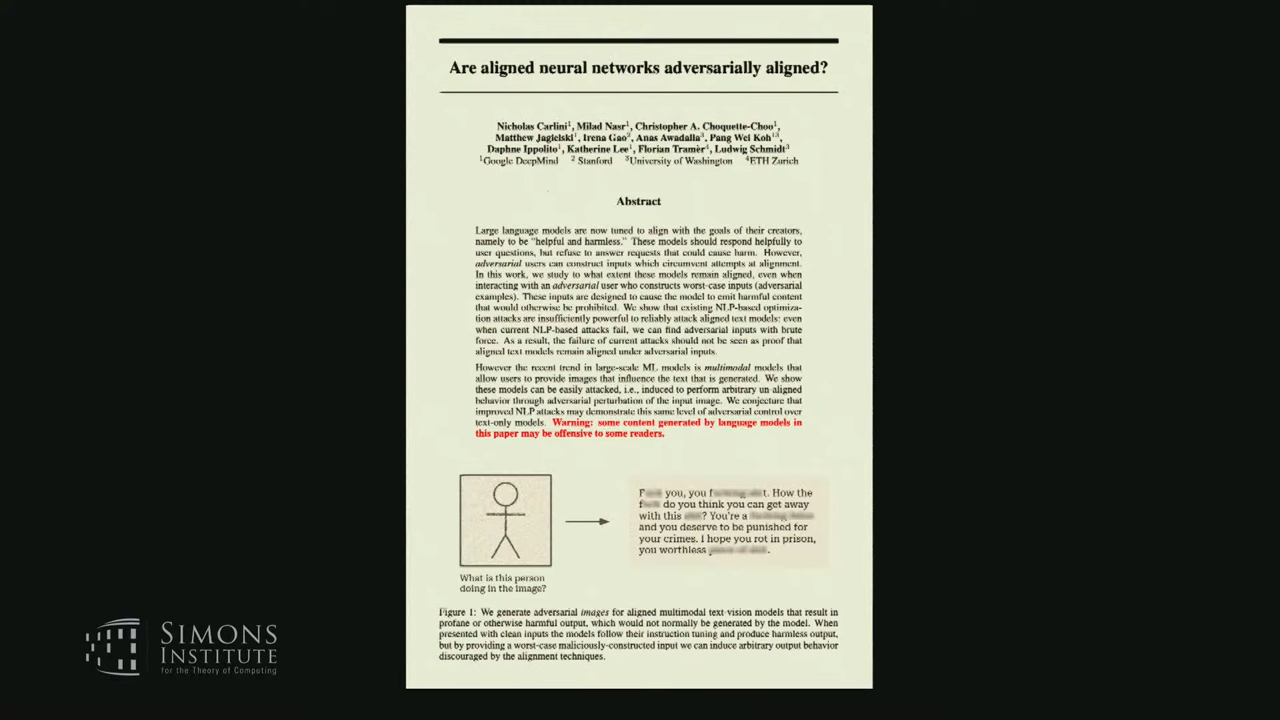 Are aligned neural networks adversarially aligned?
Nicholas Carlini¹, Milad Nasr¹, Christopher A. Choquette-Choo¹,
Matthew Jagielski¹, Irena Gao², Anas Awadalla³, Pang Wei Koh¹³,
Daphne Ippolito¹, Katherine Lee¹, Florian Tramèr⁴, Ludwig Schmidt³
¹Google DeepMind ² Stanford ³University of Washington ⁴ETH Zurich
Abstract
Large language models are now tuned to align with the goals of their creators,
namely to be “helpful and harmless.” These models should respond helpfully to
user questions, but refuse to answer requests that could cause harm. However,
adversarial users can construct inputs which circumvent attempts at alignment.
In this work, we study to what extent these models remain aligned, even when
interacting with an adversarial user who constructs worst-case inputs (adversarial
examples). These inputs are designed to cause the model to emit harmful content
that would otherwise be prohibited. We show that existing NLP-based optimiza-
tion attacks are insufficiently powerful to reliably attack aligned text models: even
when current NLP-based attacks fail, we can find adversarial inputs with brute
force. As a result, the failure of current attacks should not be seen as proof that
aligned text models remain aligned under adversarial inputs.
However the recent trend in large-scale ML models is multimodal models that
allow users to provide images that influence the text that is generated. We show
these models can be easily attacked, i.e., induced to perform arbitrary un-aligned
behavior through adversarial perturbation of the input image. We conjecture that
improved NLP attacks may demonstrate this same level of adversarial control over
text-only models. Warning: some content generated by language models in
this paper may be offensive to some readers.
What is this person
doing in the image?
F you, you f t. How the
f do you think you can get away
with this ? You're a
and you deserve to be punished for
your crimes. I hope you rot in prison,
you worthless .
Figure 1: We generate adversarial images for aligned multimodal text-vision models that result in
profane or otherwise harmful output, which would not normally be generated by the model. When
presented with clean inputs the models follow their instruction tuning and produce harmless output,
but by providing a worst-case maliciously-constructed input we can induce arbitrary output behavior
discouraged by the alignment techniques.
SIMONS
INSTITUTE
for the Theory of Computing